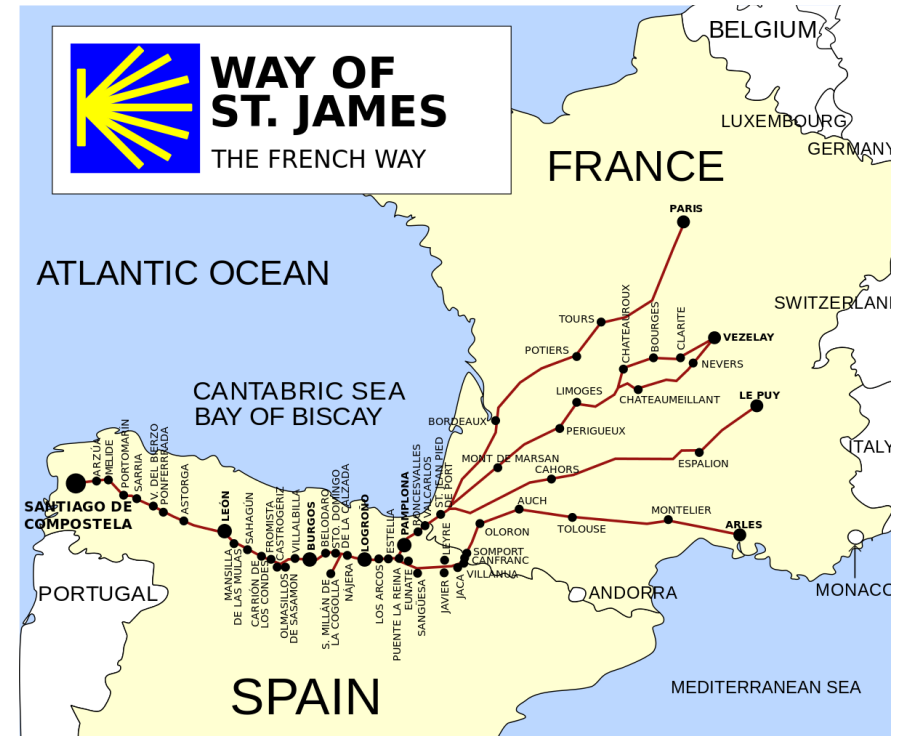 BELGIUM
WAY OF
ST. JAMES
THE FRENCH WAY
LUXEMBOURG
GERMANY
FRANCE
PARIS
ATLANTIC OCEAN
SWITZERLAN
TOURS
CHATEAUROUX
BOURGES
CLARITE
VEZELAY
POTIERS
NEVERS
CANTABRIC SEA
BAY OF BISCAY
LIMOGES
CHATEAUMEILLANT
LE PUY
BORDEAUX
PERIGUEUX
ITALY
MONT DE MARSAN
CAHORS
ESPALION
ARZÚA
MELIDE
PORTOMARÍN
SARRIA
V. DEL BIERZO
PONFERRADA
ASTORGA
LEÓN
SAHAGÚN
FROMISTA
CASTROGERIZ
VILLALBILLA
BURGOS
BELODARO
DTO. DOMINGO
DE LA CALZADA
LOGROÑO
ESTELLA
PAMPLONA
RONCESVALLES
VALCARLOS
ST. JEAN PIED
DE PORT
SANTIAGO DE
COMPOSTELA
AUCH
OLORON
TOLOUSE
MONTELIER
ARLES
LEYRE
SOMPORT
CANFRANC
VILLANUA
MANSILLA
DE LAS MULAS
CARRIÓN DE
LOS CONDES
OLMASILLOS
DE SASAMON
S. MILLÁN DE
LA COGOLLA
NÁJERA
LOS ARCOS
PUENTE LA REINA
EUNATE
SANGÜESA
JAVIER
JACA
PORTUGAL
ANDORRA
MONACO
SPAIN
MEDITERRANEAN SEA